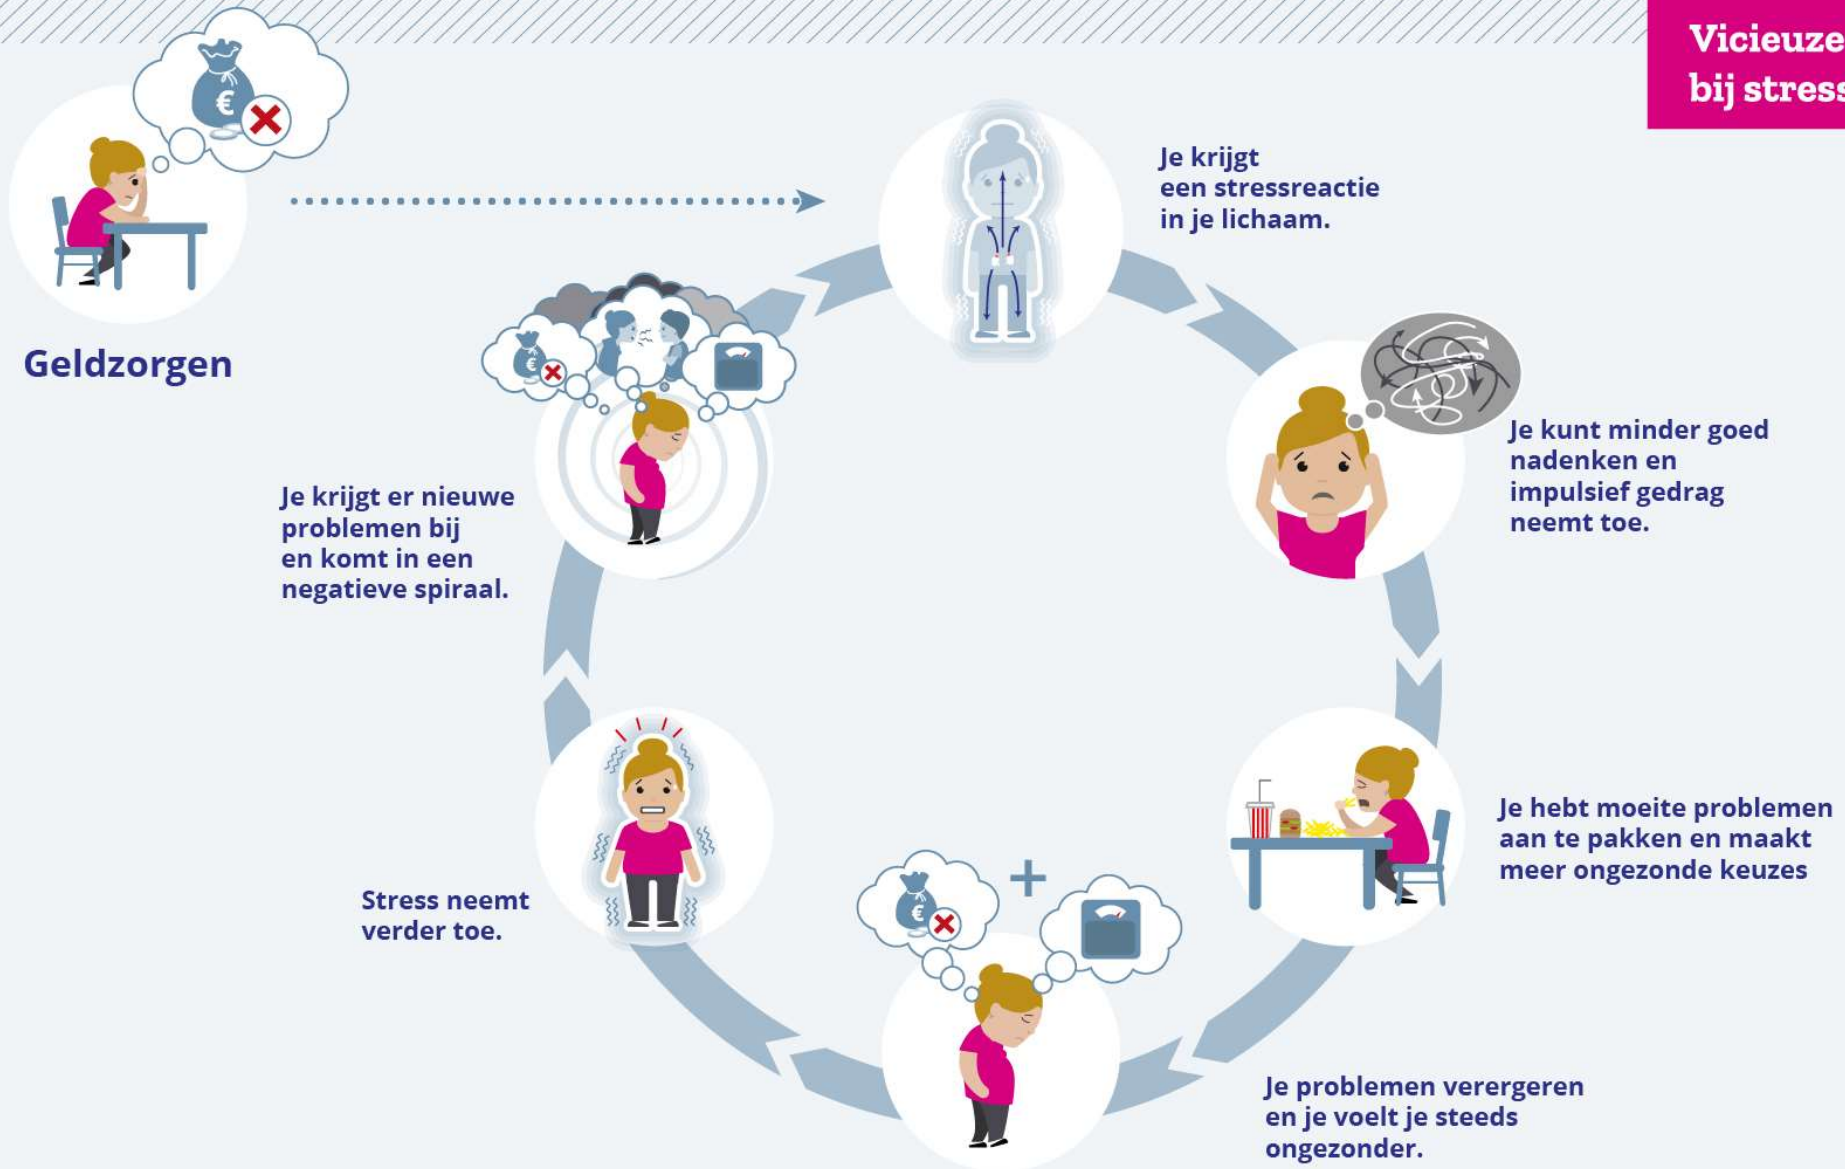 Vicieuze
bij stress
Geldzorgen
Je krijgt
een stressreactie
in je lichaam.
Je kunt minder goed
nadenken en
impulsief gedrag
neemt toe.
Je hebt moeite problemen
aan te pakken en maakt
meer ongezonde keuzes
Je problemen verergeren
en je voelt je steeds
ongezonder.
Stress neemt
verder toe.
Je krijgt er nieuwe
problemen bij
en komt in een
negatieve spiraal.
€
€
€
+